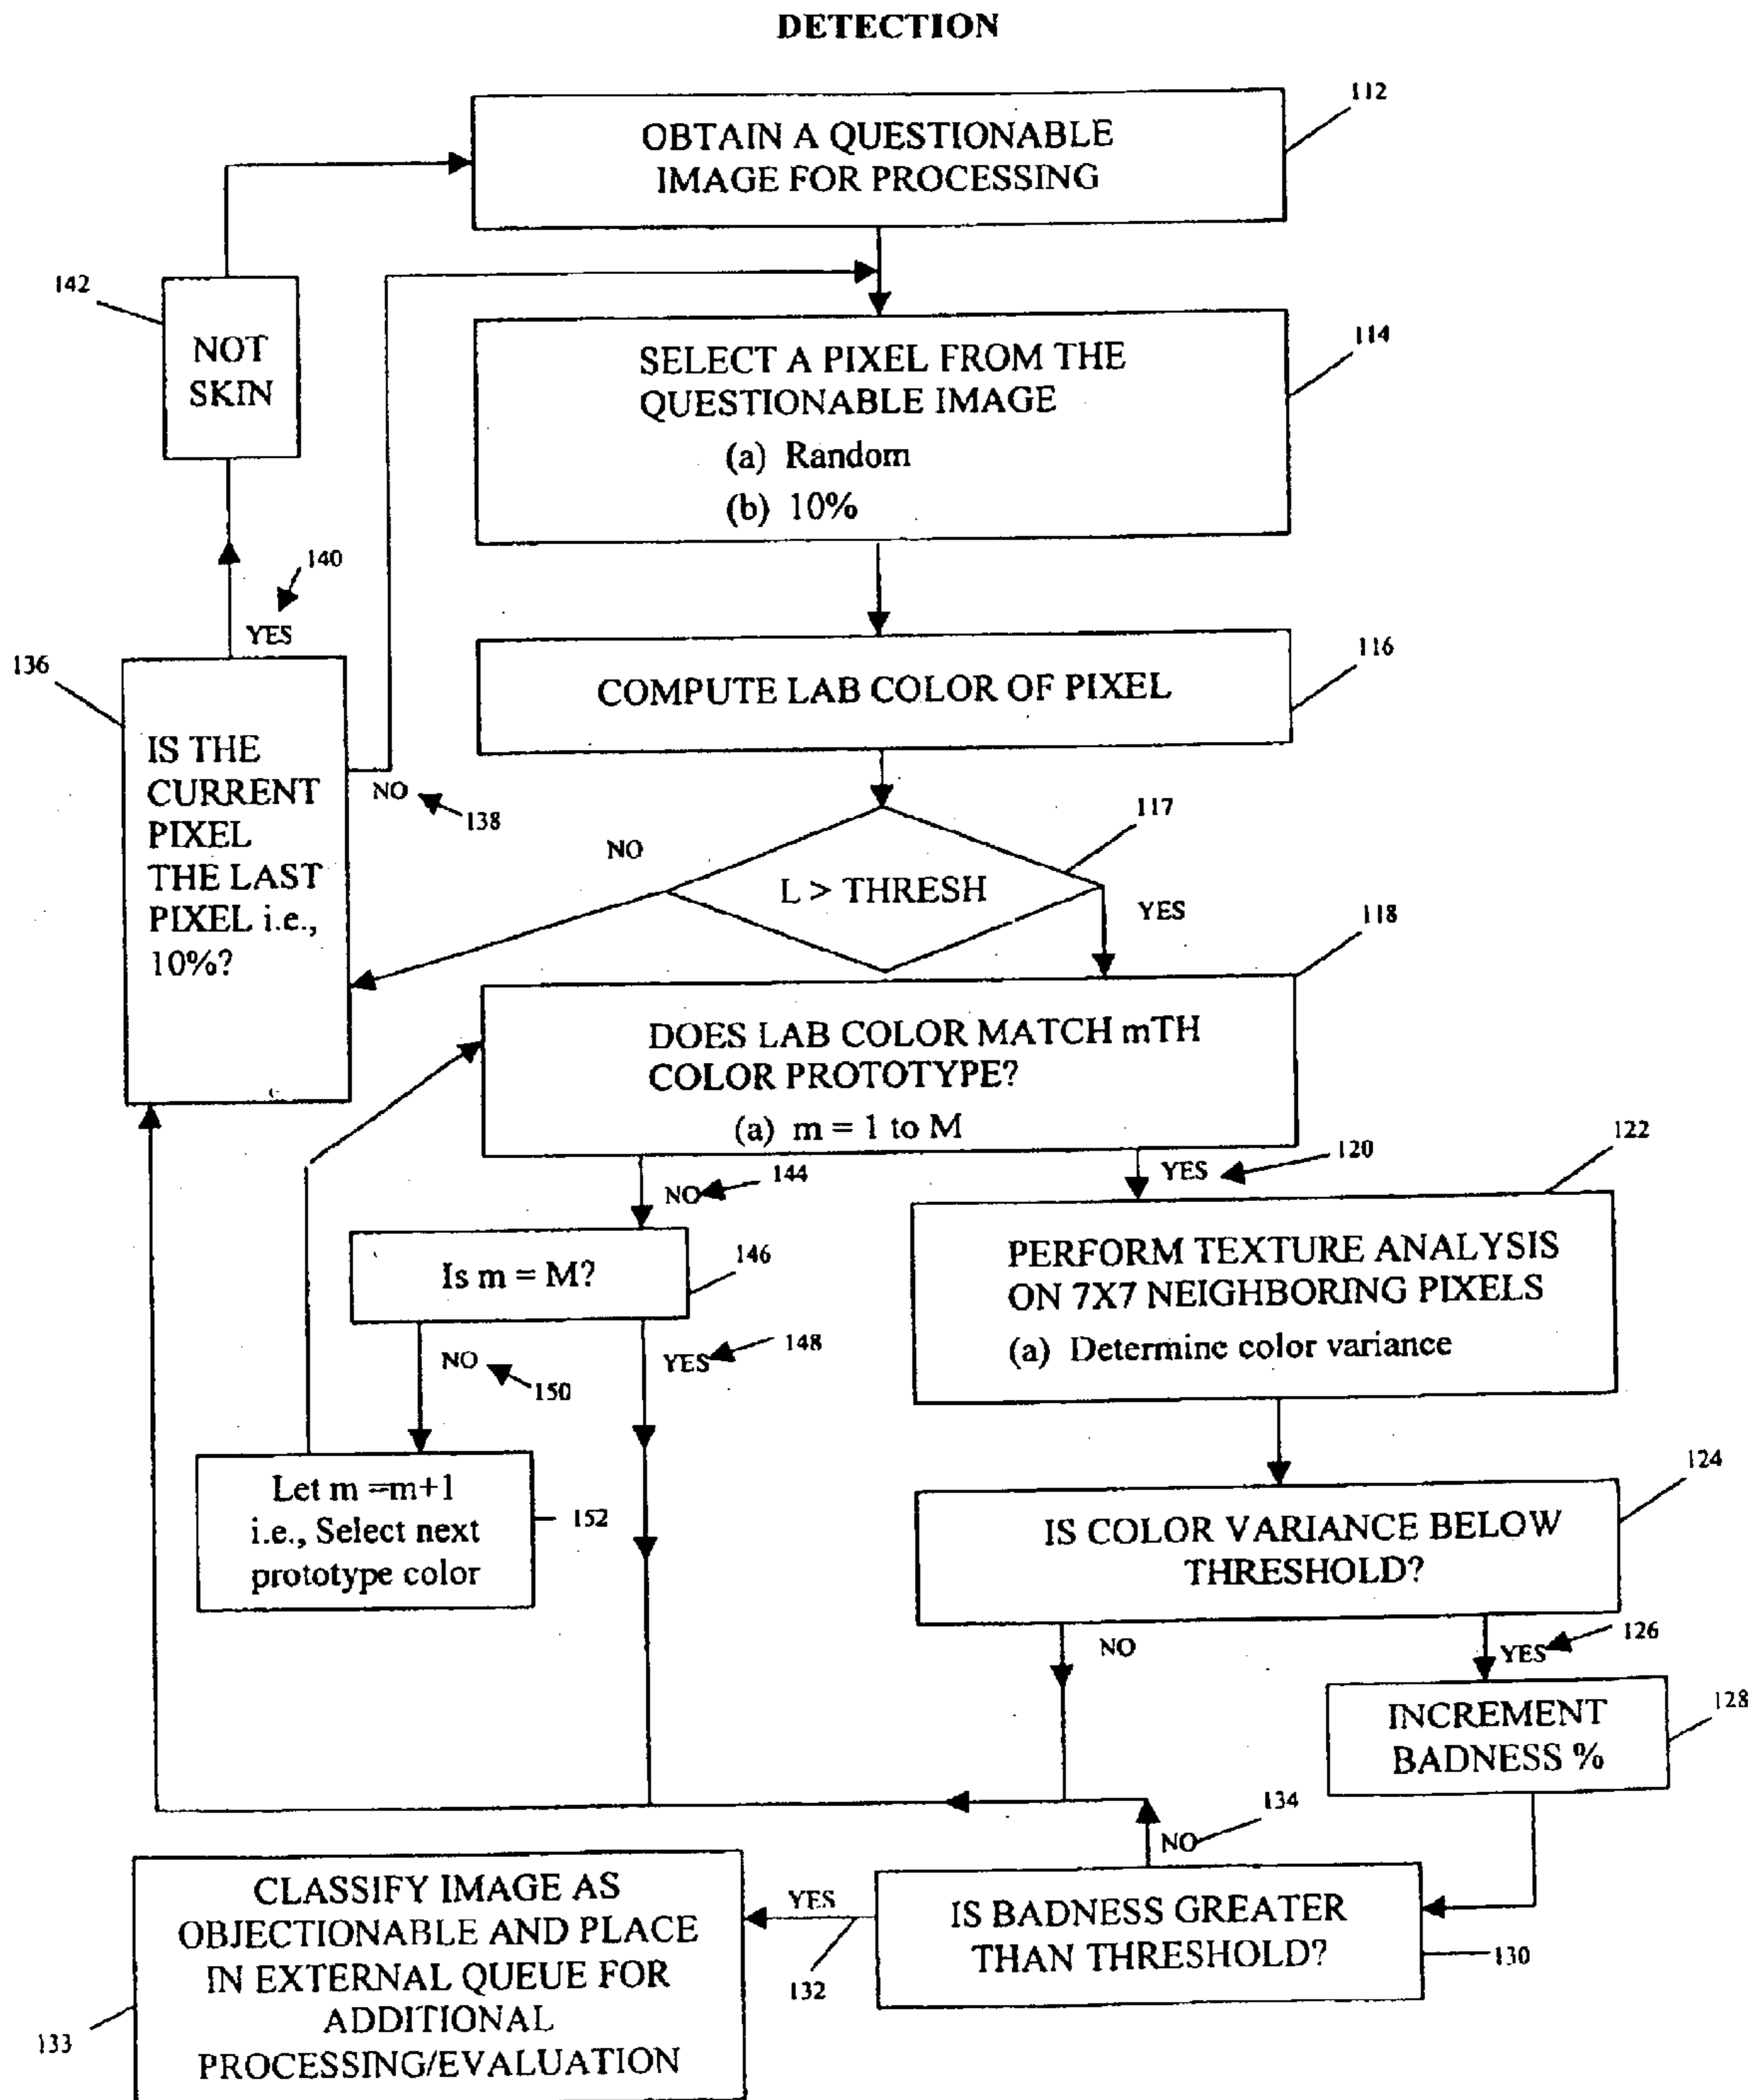 DETECTION
112
OBTAIN A QUESTIONABLE
IMAGE FOR PROCESSING
142
NOT
SKIN
114
SELECT A PIXEL FROM THE
QUESTIONABLE IMAGE
(a) Random
(b) 10%
140
YES
136
116
COMPUTE LAB COLOR OF PIXEL
IS THE
CURRENT
PIXEL
THE LAST
PIXEL i.e.,
10%?
NO
138
117
NO
L > THRESH
YES
118
DOES LAB COLOR MATCH mTH
COLOR PROTOTYPE?
(a) m = 1 to M
144
NO
YES
120
122
Is m = M?
146
PERFORM TEXTURE ANALYSIS
ON 7X7 NEIGHBORING PIXELS
(a) Determine color variance
NO
150
YES
148
Let m =m+1
i.e., Select next
prototype color
152
124
IS COLOR VARIANCE BELOW
THRESHOLD?
NO
YES
126
INCREMENT
BADNESS %
128
134
NO
CLASSIFY IMAGE AS
OBJECTIONABLE AND PLACE
IN EXTERNAL QUEUE FOR
ADDITIONAL
PROCESSING/EVALUATION
133
YES
132
IS BADNESS GREATER
THAN THRESHOLD?
130